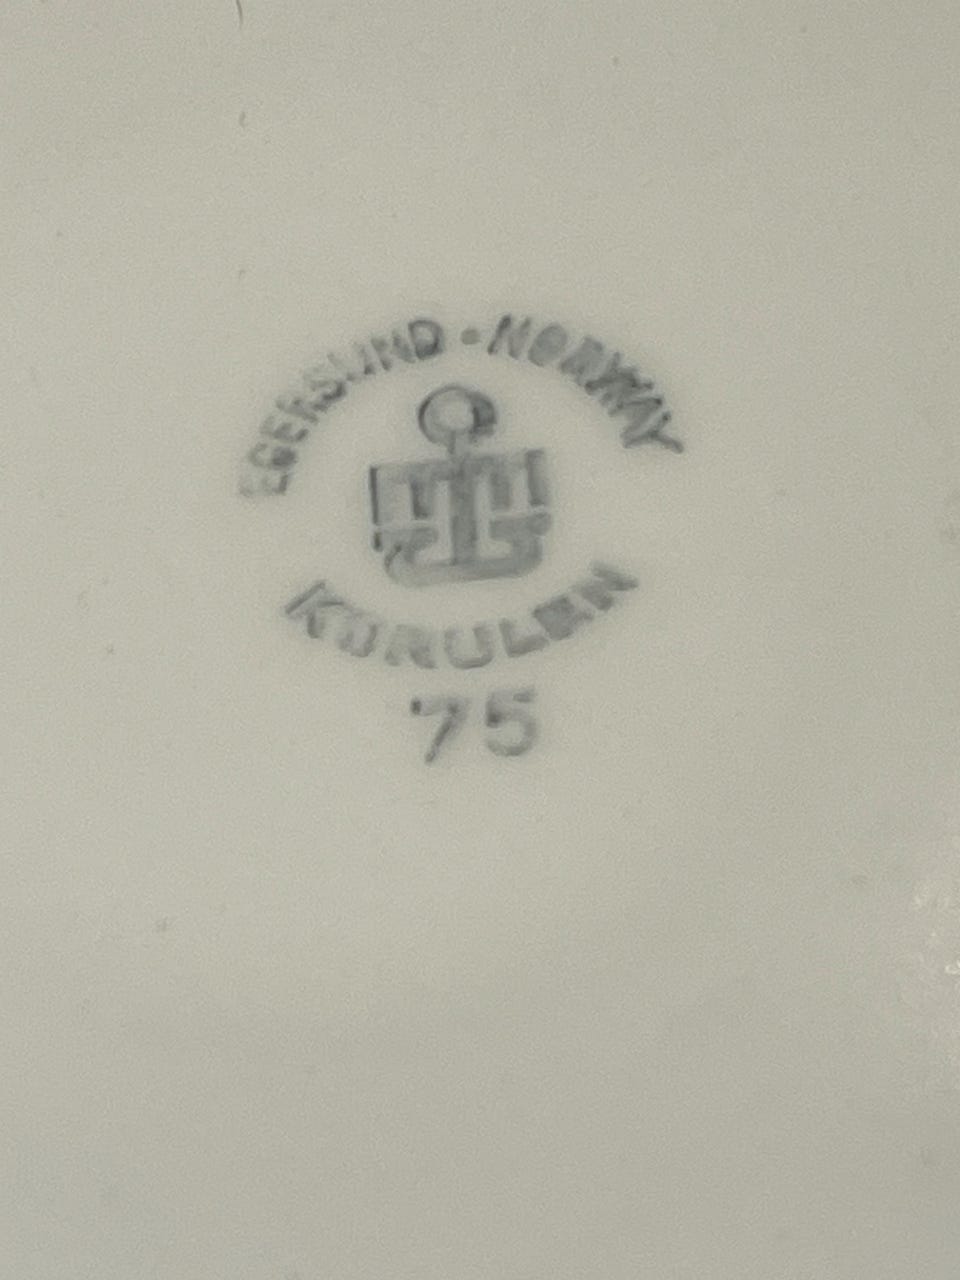 EGERSUND • NORWAY
KORULEN
75